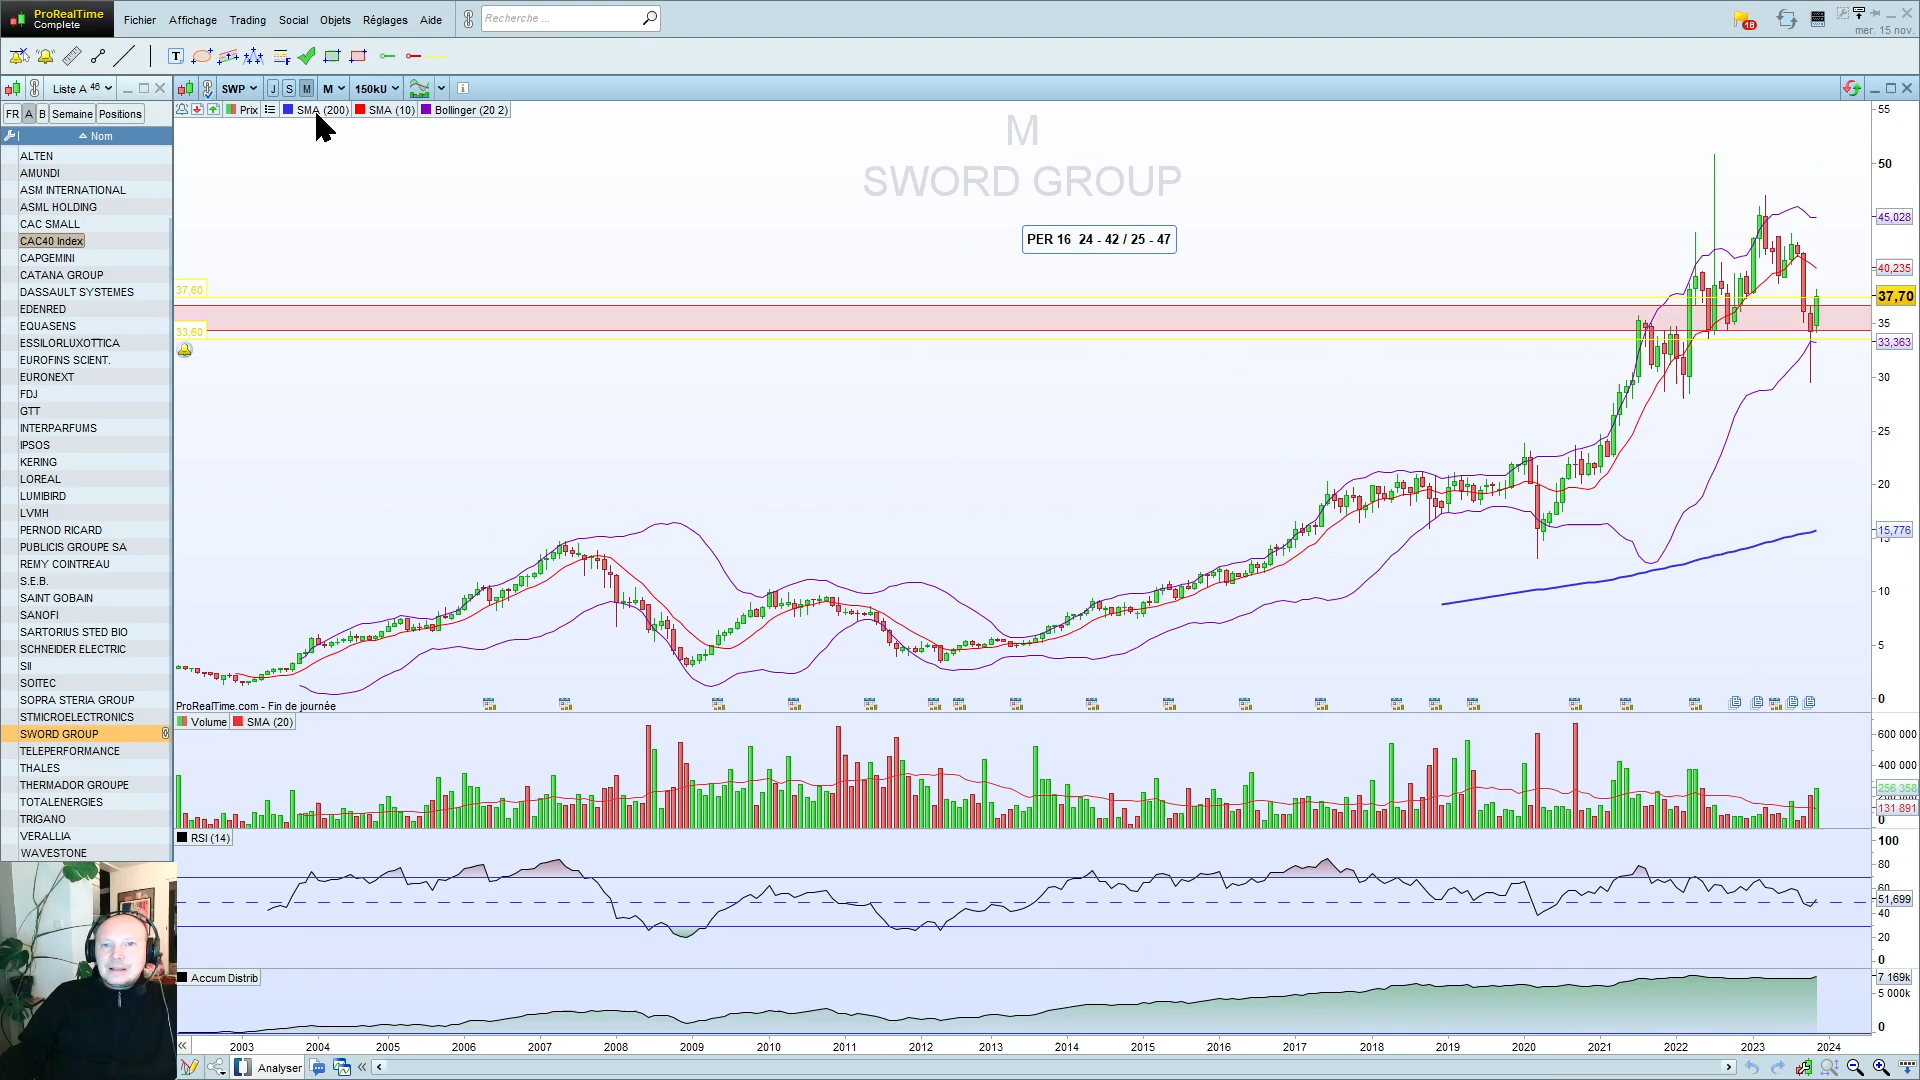 ProRealTime
Complete
Fichier Affichage Trading Social Objets Réglages Aide
Recherche ...
18
mer. 15 nov.
Liste A 46
SWP J S M M 150kU
FR A B Semaine Positions
Prix SMA (200) SMA (10) Bollinger (20 2)
Nom
ALTEN
AMUNDI
ASM INTERNATIONAL
ASML HOLDING
CAC SMALL
CAC40 Index
CAPGEMINI
CATANA GROUP
DASSAULT SYSTEMES
EDENRED
EQUASENS
ESSILORLUXOTTICA
EUROFINS SCIENT.
EURONEXT
FDJ
GTT
INTERPARFUMS
IPSOS
KERING
LOREAL
LUMIBIRD
LVMH
PERNOD RICARD
PUBLICIS GROUPE SA
REMY COINTREAU
S.E.B.
SAINT GOBAIN
SANOFI
SARTORIUS STED BIO
SCHNEIDER ELECTRIC
SII
SOITEC
SOPRA STERIA GROUP
STMICROELECTRONICS
SWORD GROUP
TELEPERFORMANCE
THALES
THERMADOR GROUPE
TOTALENERGIES
TRIGANO
VERALLIA
WAVESTONE
M
SWORD GROUP
PER 16 24 - 42 / 25 - 47
37,60
33,60
55
50
45,028
40,235
37,70
35
33,363
30
25
20
15,776
15
10
5
0
ProRealTime.com - Fin de journée
Volume SMA (20)
600 000
400 000
256 358
131 891
0
RSI (14)
100
80
60
51,699
40
20
0
Accum Distrib
7 169k
5 000k
0
2003 2004 2005 2006 2007 2008 2009 2010 2011 2012 2013 2014 2015 2016 2017 2018 2019 2020 2021 2022 2023 2024
Analyser